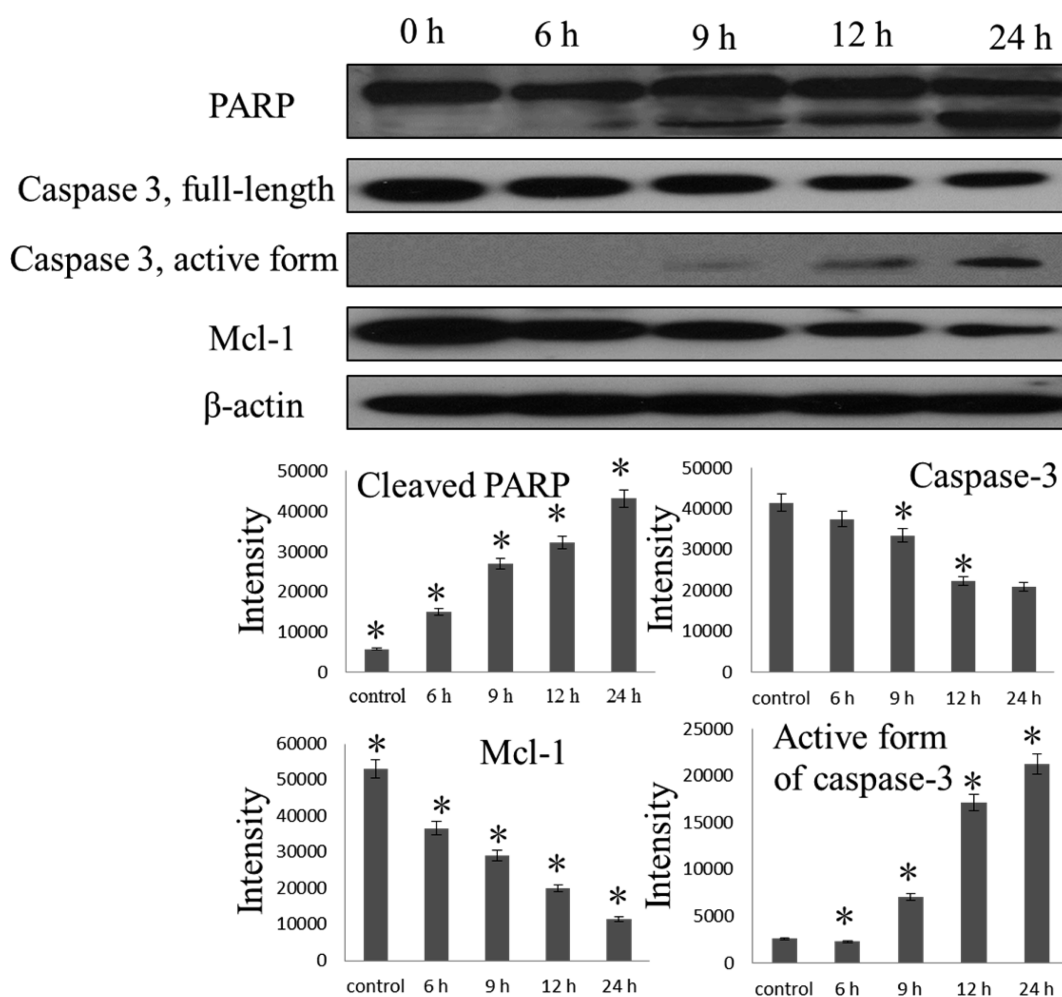 0 h 6 h 9 h 12 h 24 h
PARP
Caspase 3, full-length
Caspase 3, active form
Mcl-1
β-actin
Cleaved PARP
Intensity
50000
40000
30000
20000
10000
0
* * * * *
control 6 h 9 h 12 h 24 h
Caspase-3
Intensity
50000
40000
30000
20000
10000
0
* *
control 6 h 9 h 12 h 24 h
Mcl-1
Intensity
60000
50000
40000
30000
20000
10000
0
* * * * *
control 6 h 9 h 12 h 24 h
Active form
of caspase-3
Intensity
25000
20000
15000
10000
5000
0
* * * *
control 6 h 9 h 12 h 24 h